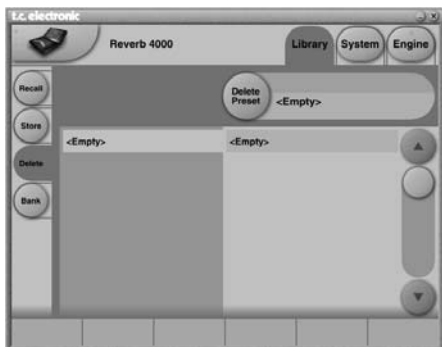 t.c. electronic
Reverb 4000
Library
System
Engine
Recall
Delete
Preset
<Empty>
Store
<Empty>
<Empty>
Delete
Bank